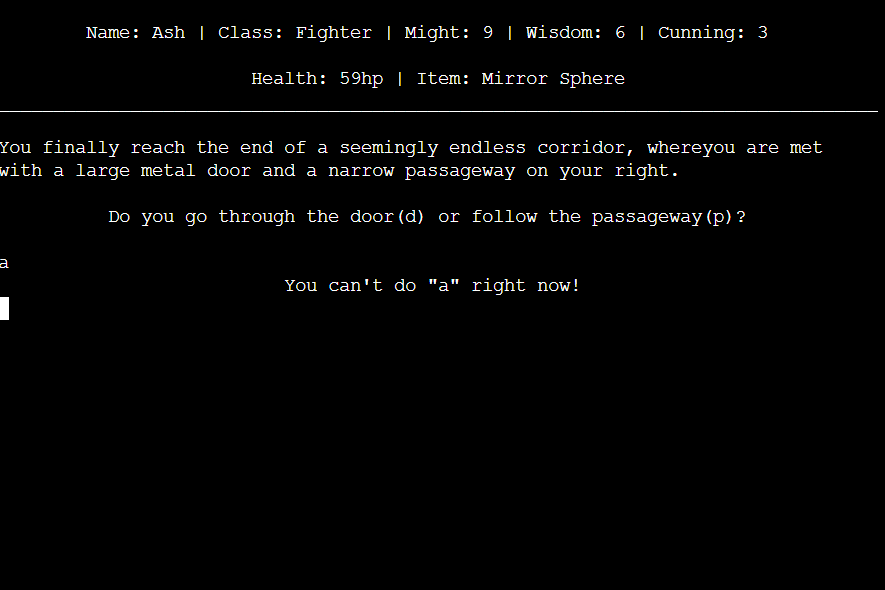 Name: Ash | Class: Fighter | Might: 9 | Wisdom: 6 | Cunning: 3
Health: 59hp | Item: Mirror Sphere
You finally reach the end of a seemingly endless corridor, whereyou are met
with a large metal door and a narrow passageway on your right.
Do you go through the door(d) or follow the passageway(p)?
a
You can't do "a" right now!